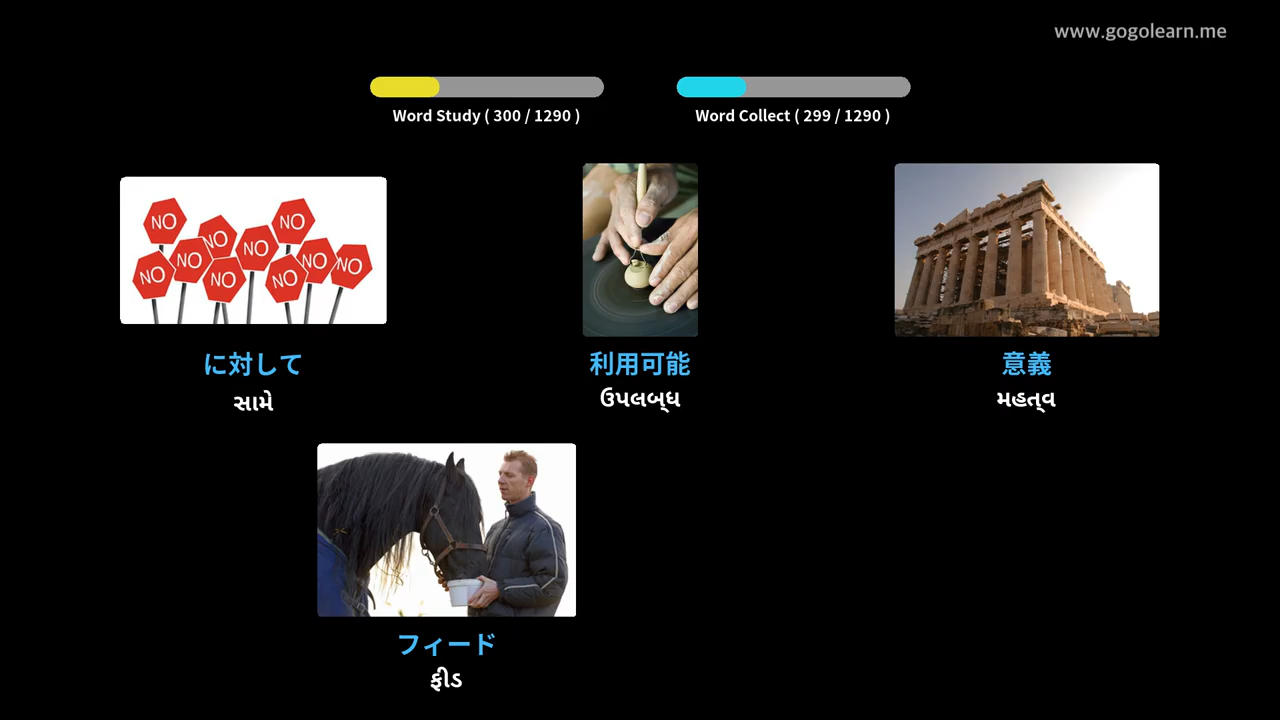 www.gogolearn.me
Word Study ( 300 / 1290 )
Word Collect ( 299 / 1290 )
NO
NO
NO
NO
NO
NO
NO
NO
NO
NO
に対して
સામે
利用可能
ઉપલબ્ધ
意義
મહત્વ
フィード
ફીડ